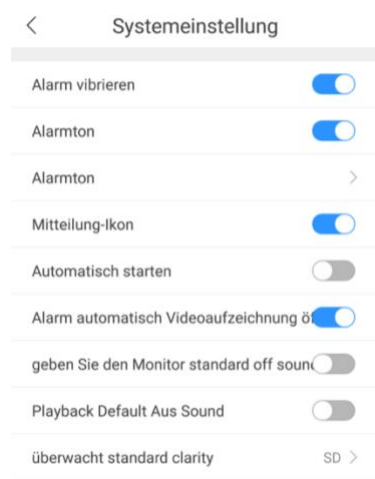 Systemeinstellung
Alarm vibrieren
Alarmton
Alarmton
Mitteilung-Ikon
Automatisch starten
Alarm automatisch Videoaufzeichnung
geben Sie den Monitor standard off
Playback Default Aus Sound
überwacht standard clarity SD